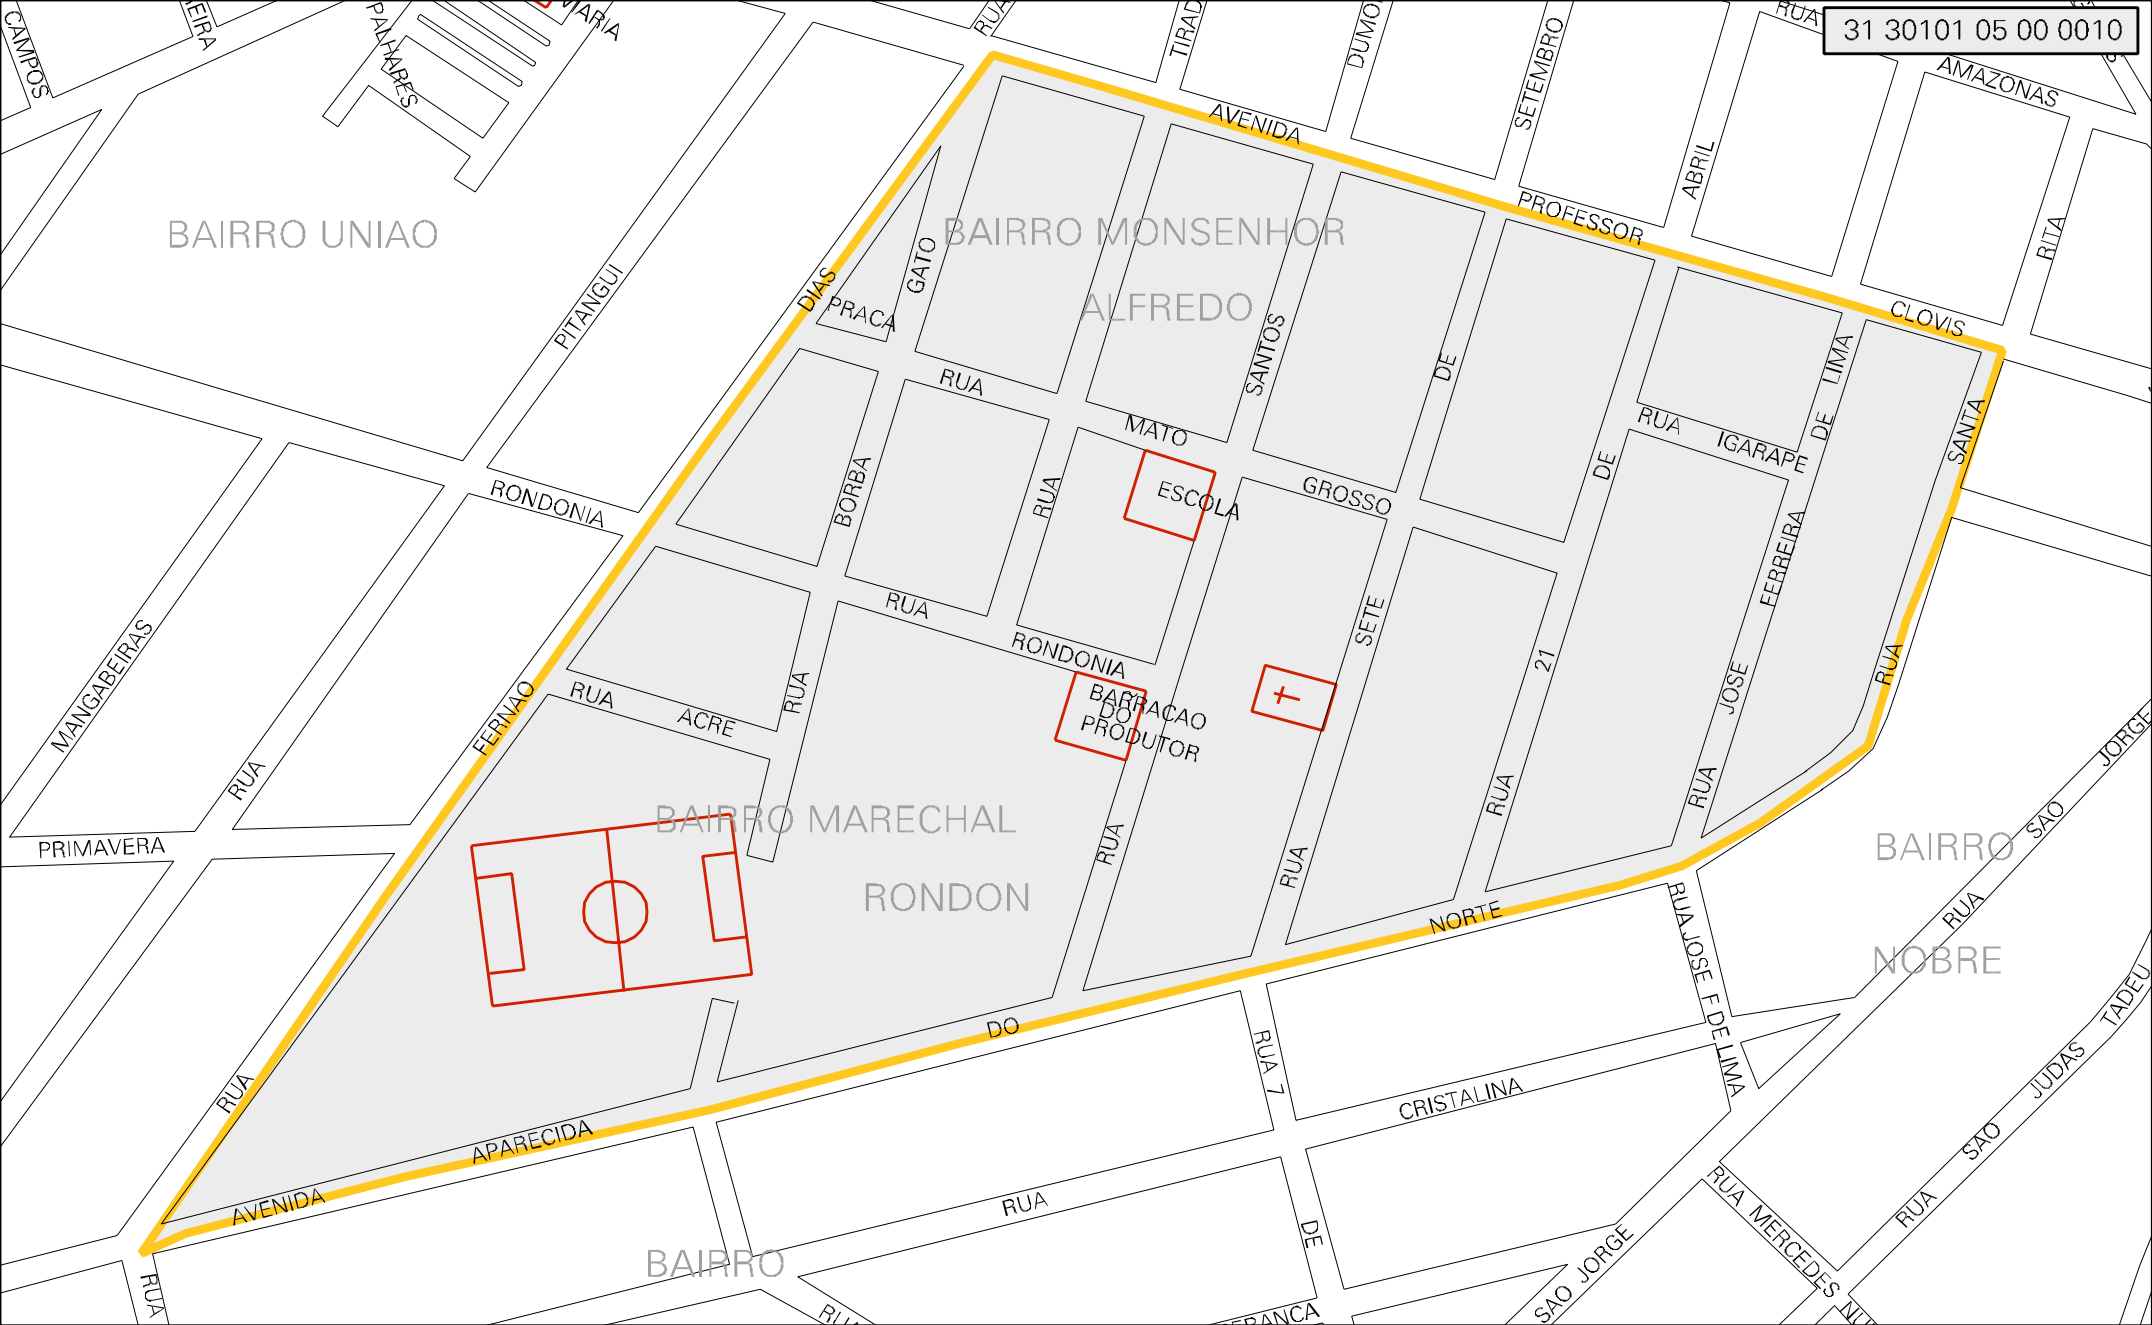 CAMPOS
PALHARES
MARIA
RUA
RUA
AMAZONAS
31 30101 05 00 0010
SETEMBRO
ABRIL
RITA
AVENIDA
PROFESSOR
CLOVIS
BAIRRO UNIAO
BAIRRO MONSENHOR
ALFREDO
PITANGUI
DIAS
PRACA
GATO
SANTOS
DE
LIMA
DE
SANTA
RUA
MATO
GROSSO
RUA
IGARAPE
RONDONIA
BORBA
RUA
ESCOLA
DE
FERREIRA
RUA
RONDONIA
SETE
21
JOSE
RUA
MANGABEIRAS
FERNAO
RUA
ACRE
RUA
BARRACAO
DO
PRODUTOR
RUA
PRIMAVERA
BAIRRO MARECHAL
RONDON
RUA
RUA
RUA
RUA
JORGE
SAO
RUA
BAIRRO
NOBRE
NORTE
RUA JOSE F DE LIMA
TADEU
JUDAS
SAO
RUA
DO
RUA 7
CRISTALINA
RUA
APARECIDA
AVENIDA
RUA
RUA
BAIRRO
DE
SAO JORGE
RUA MERCEDES